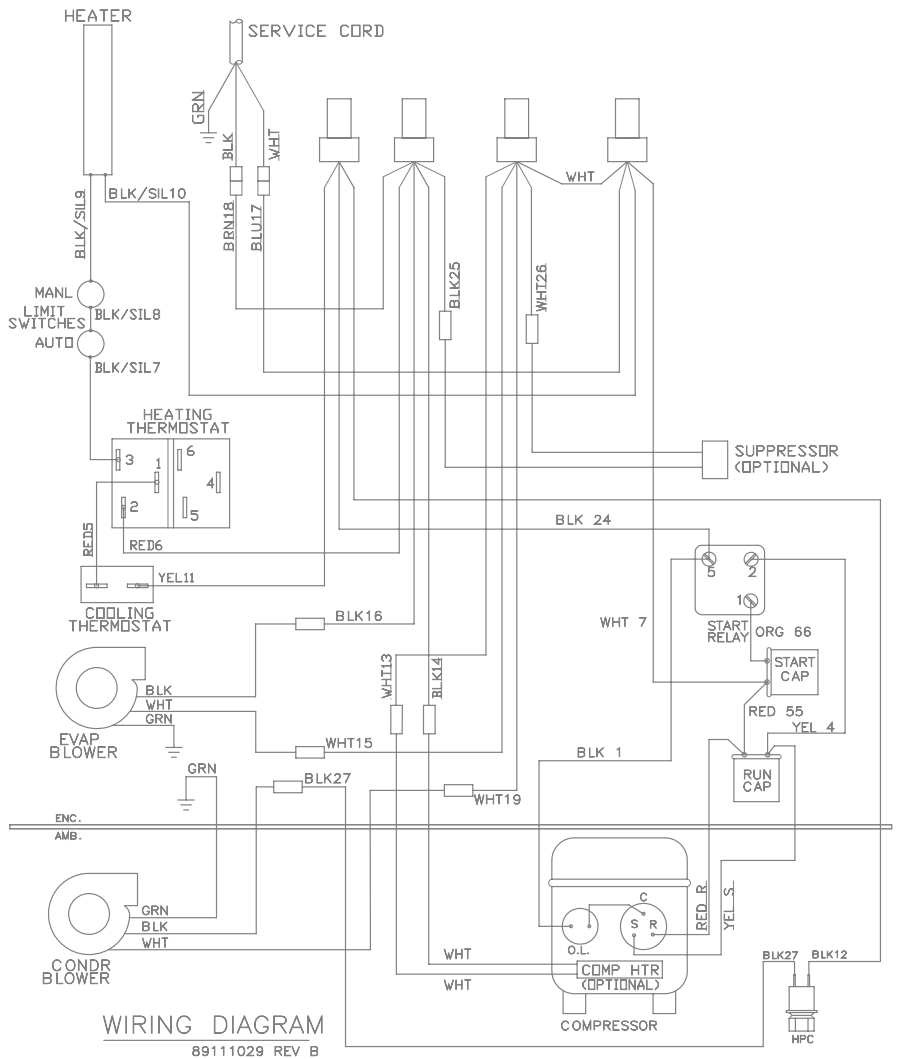 HEATER
SERVICE CORD
GRN
BLK
WHT
WHT
BLK/SIL9
BLK/SIL10
BRN18
BLU17
BLK25
WHT26
MANL
LIMIT
SWITCHES
BLK/SIL8
AUTO
BLK/SIL7
HEATING
THERMOSTAT
3
1
6
4
2
5
SUPPRESSOR
(OPTIONAL)
RED5
RED6
BLK 24
YEL11
COOLING
THERMOSTAT
5
2
1
START
RELAY
ORG 66
BLK16
WHT 7
START
CAP
WHT13
BLK14
BLK
WHT
GRN
RED 55
YEL 4
EVAP
BLOWER
WHT15
BLK 1
GRN
BLK27
WHT19
RUN
CAP
ENC.
AMB.
C
S
R
O.L.
RED R
YEL S
GRN
BLK
WHT
CONDR
BLOWER
WHT
WHT
COMP HTR
(OPTIONAL)
BLK27
BLK12
COMPRESSOR
HPC
WIRING DIAGRAM
89111029 REV B